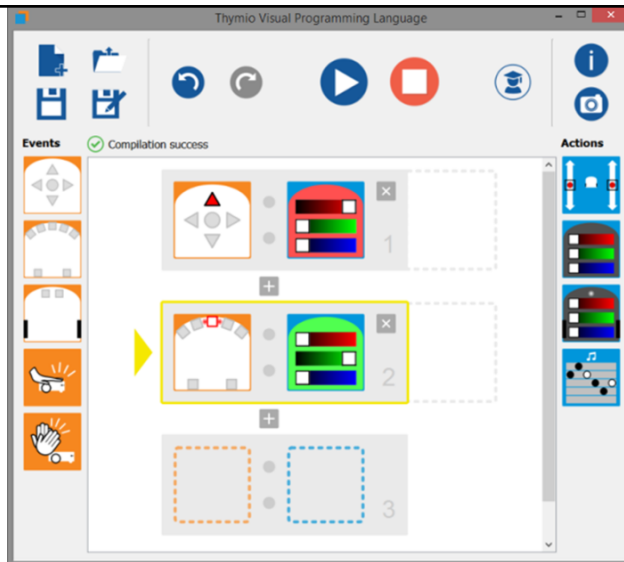 Thymio Visual Programming Language
Events
Compilation success
Actions
1
2
3